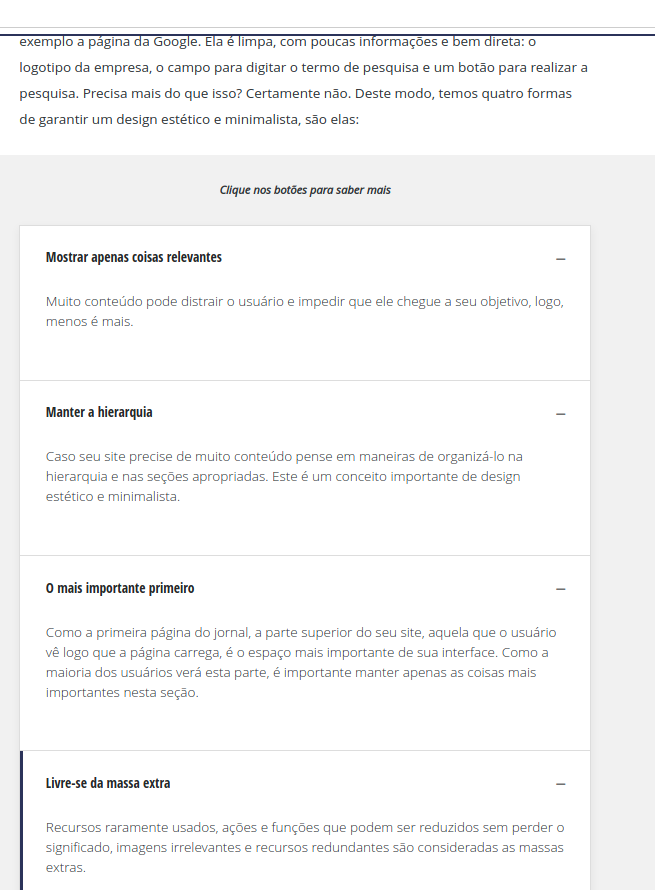 exemplo a página da Google. Ela é limpa, com poucas informações e bem direta: o
logotipo da empresa, o campo para digitar o termo de pesquisa e um botão para realizar a
pesquisa. Precisa mais do que isso? Certamente não. Deste modo, temos quatro formas
de garantir um design estético e minimalista, são elas:
Clique nos botões para saber mais
Mostrar apenas coisas relevantes
Muito conteúdo pode distrair o usuário e impedir que ele chegue a seu objetivo, logo,
menos é mais.
Manter a hierarquia
Caso seu site precise de muito conteúdo pense em maneiras de organizá-lo na
hierarquia e nas seções apropriadas. Este é um conceito importante de design
estético e minimalista.
O mais importante primeiro
Como a primeira página do jornal, a parte superior do seu site, aquela que o usuário
vê logo que a página carrega, é o espaço mais importante de sua interface. Como a
maioria dos usuários verá esta parte, é importante manter apenas as coisas mais
importantes nesta seção.
Livre-se da massa extra
Recursos raramente usados, ações e funções que podem ser reduzidos sem perder o
significado, imagens irrelevantes e recursos redundantes são consideradas as massas
extras.